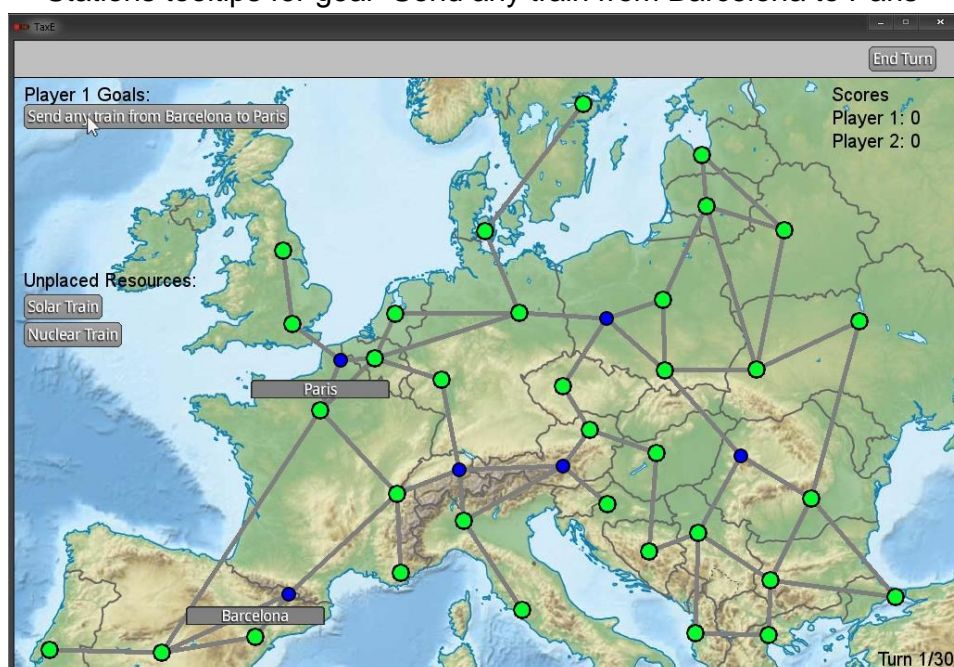 Stations tooltips for goal "Send any train from Barcelona to Paris"
TaxE
End Turn
Player 1 Goals:
Send any train from Barcelona to Paris
Scores
Player 1: 0
Player 2: 0
Unplaced Resources:
Solar Train
Nuclear Train
Paris
Barcelona
Turn 1/30